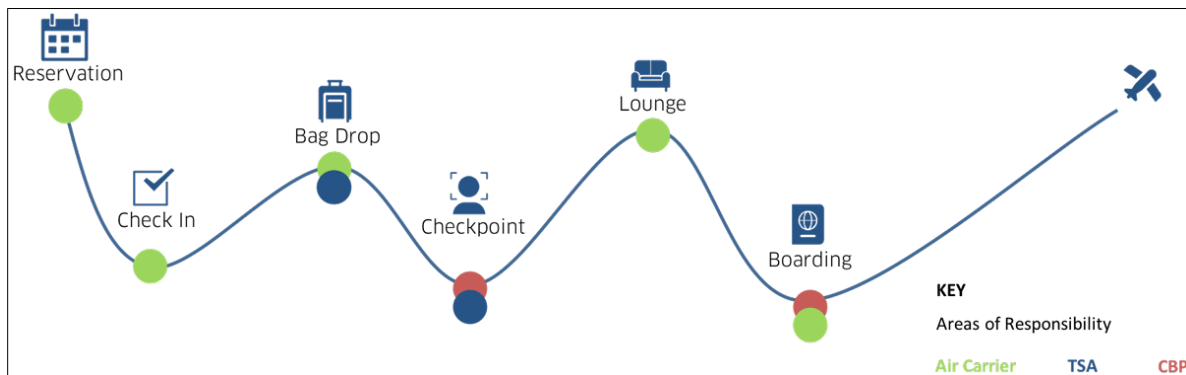 Reservation
Check In
Bag Drop
Checkpoint
Lounge
Boarding
KEY
Areas of Responsibility
Air Carrier TSA CBP